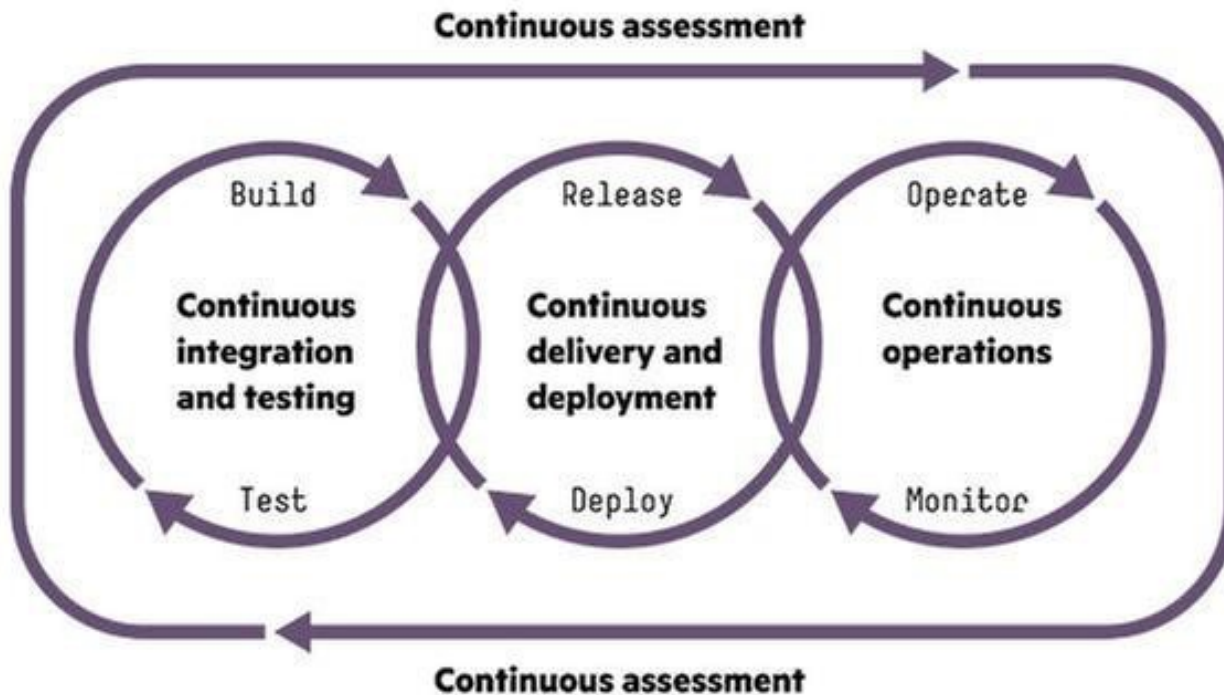 Continuous assessment
Build
Release
Operate
Continuous
integration
and testing
Continuous
delivery and
deployment
Continuous
operations
Test
Deploy
Monitor
Continuous assessment